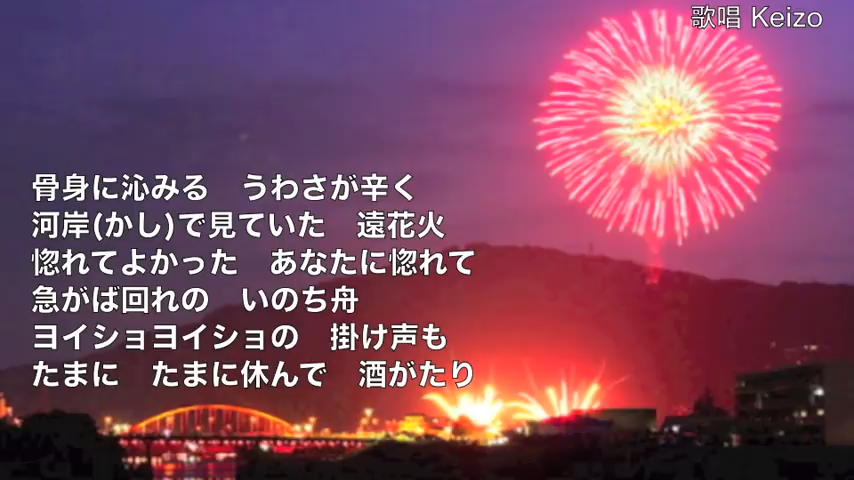 歌唱 Keizo
骨身に沁みる　うわさが辛く
河岸(かし)で見ていた　遠花火
惚れてよかった　あなたに惚れて
急がば回れの　いのち舟
ヨイショヨイショの　掛け声も
たまに　たまに休んで　酒がたり